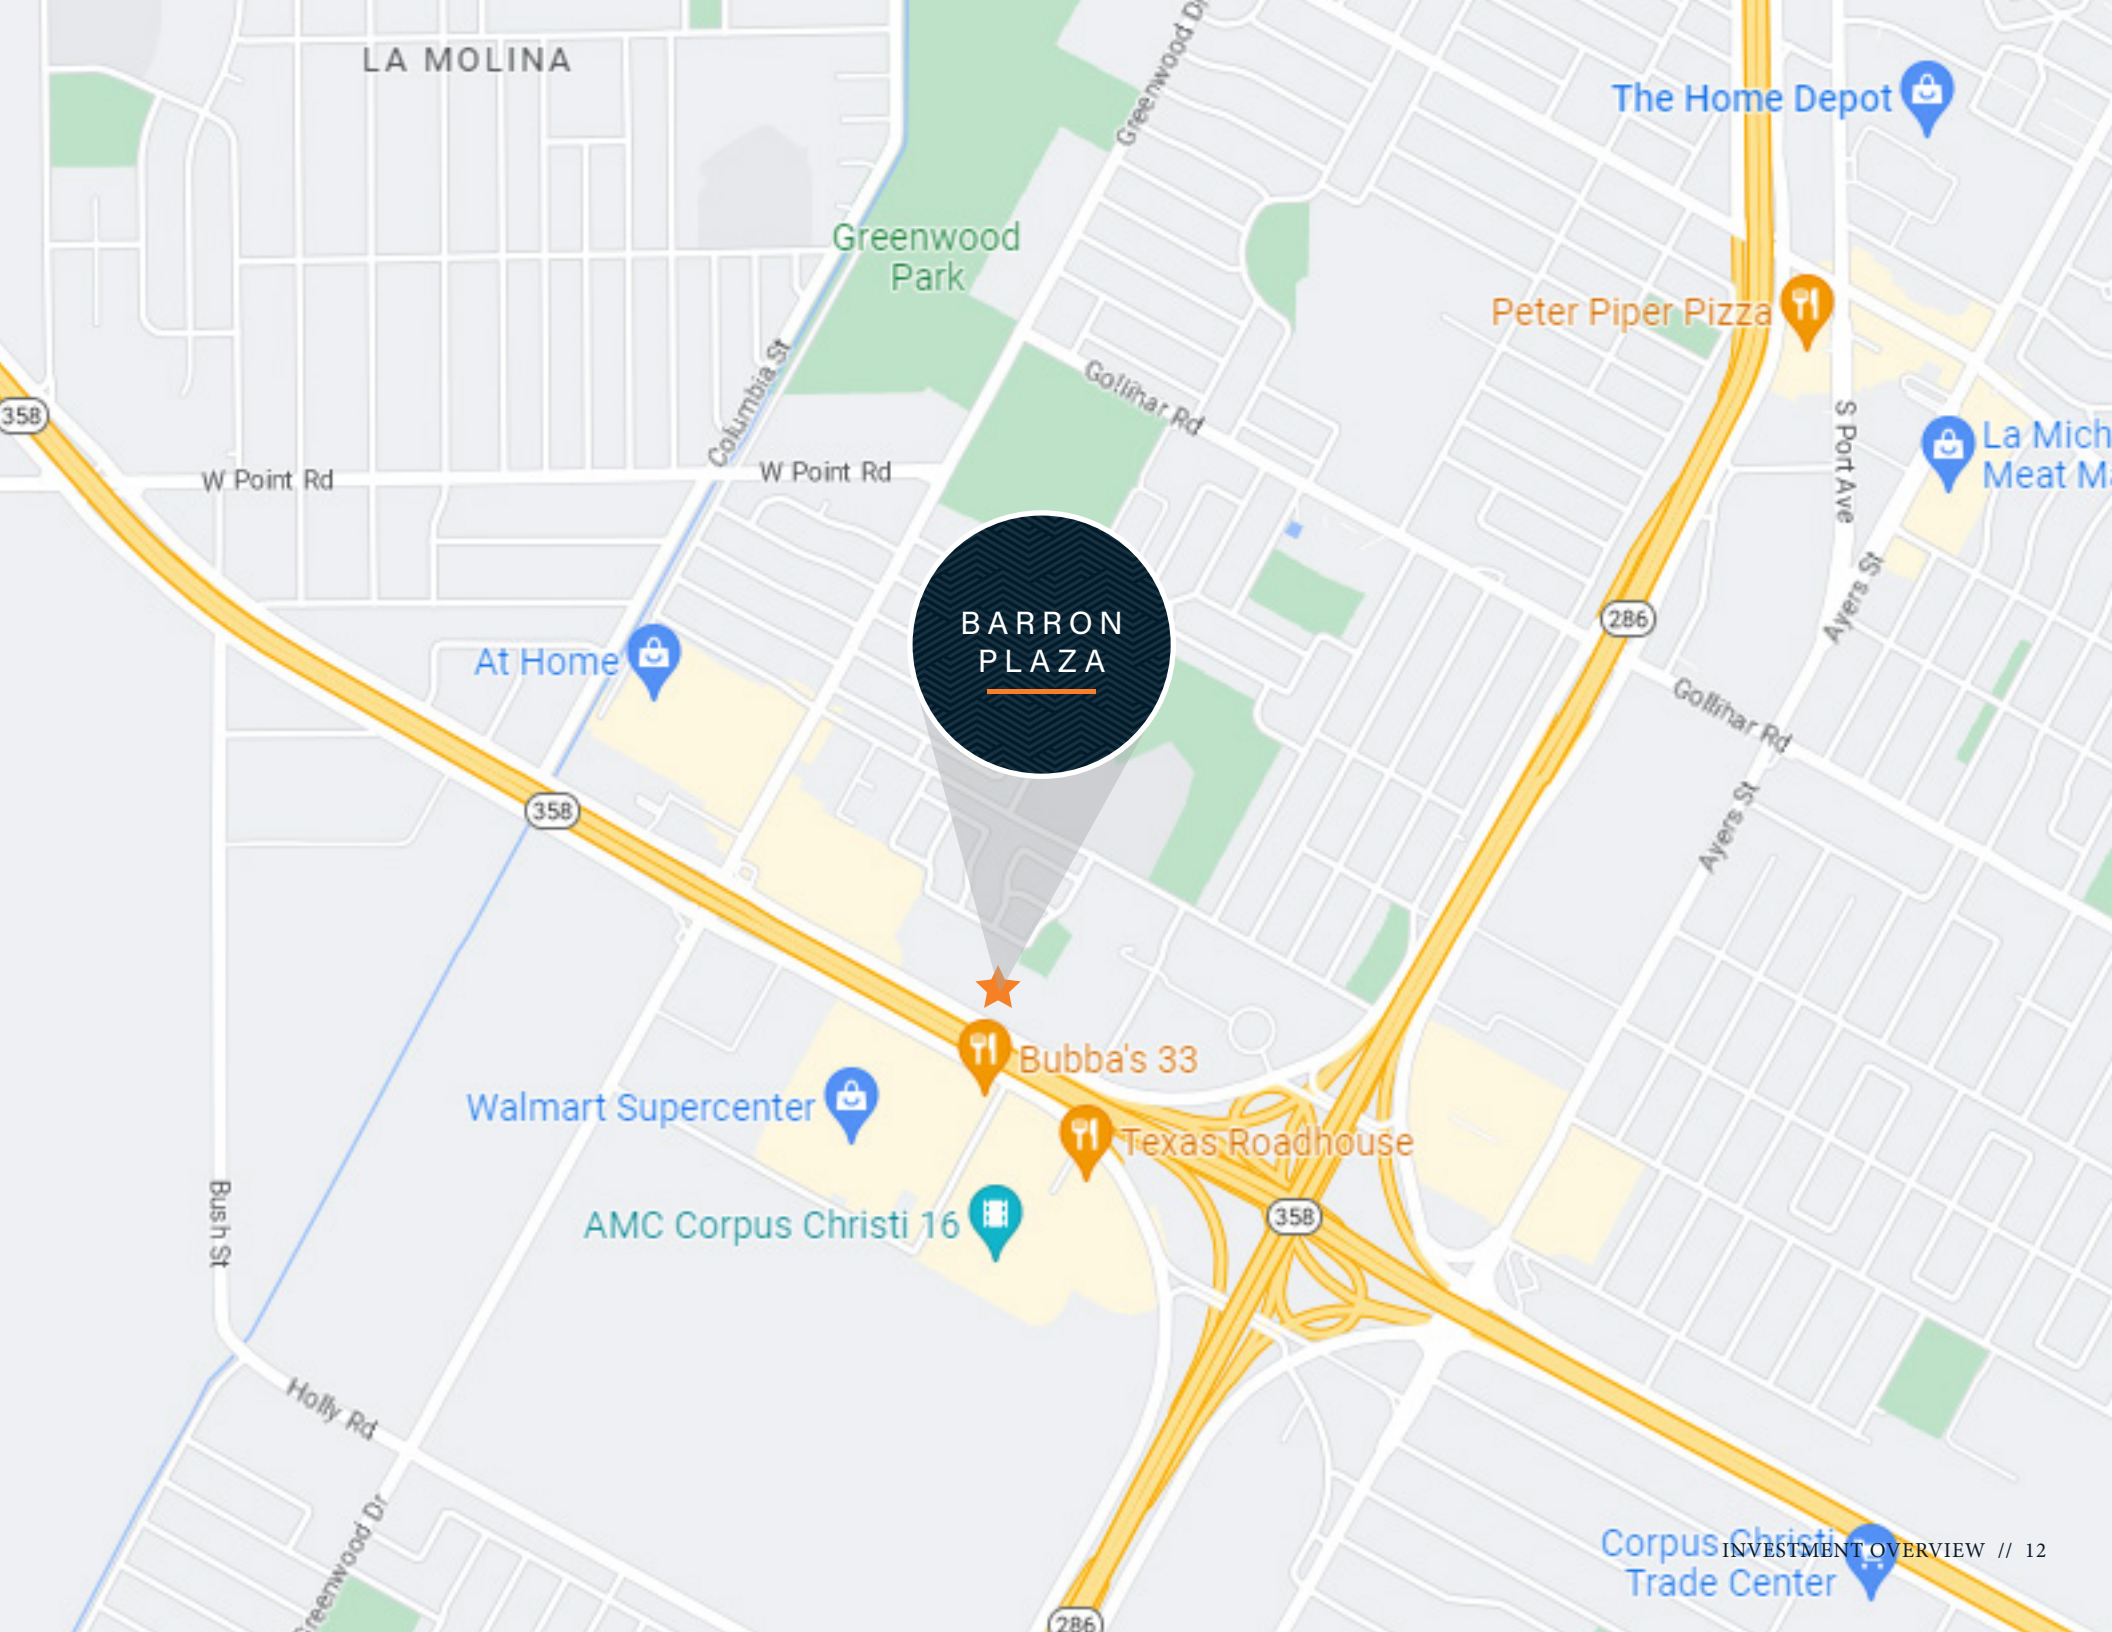 LA MOLINA
Greenwood Dr
The Home Depot
Greenwood
Park
Peter Piper Pizza
Columbia St
Gollihar Rd
358
S Port Ave
La Mich
Meat Ma
W Point Rd
W Point Rd
Ayers St
BARRON
PLAZA
286
At Home
Gollihar Rd
358
Ayers St
Bubba's 33
Walmart Supercenter
Texas Roadhouse
Bush St
AMC Corpus Christi 16
358
Holly Rd
Greenwood Dr
Corpus Christi
Trade Center
INVESTMENT OVERVIEW // 12
286